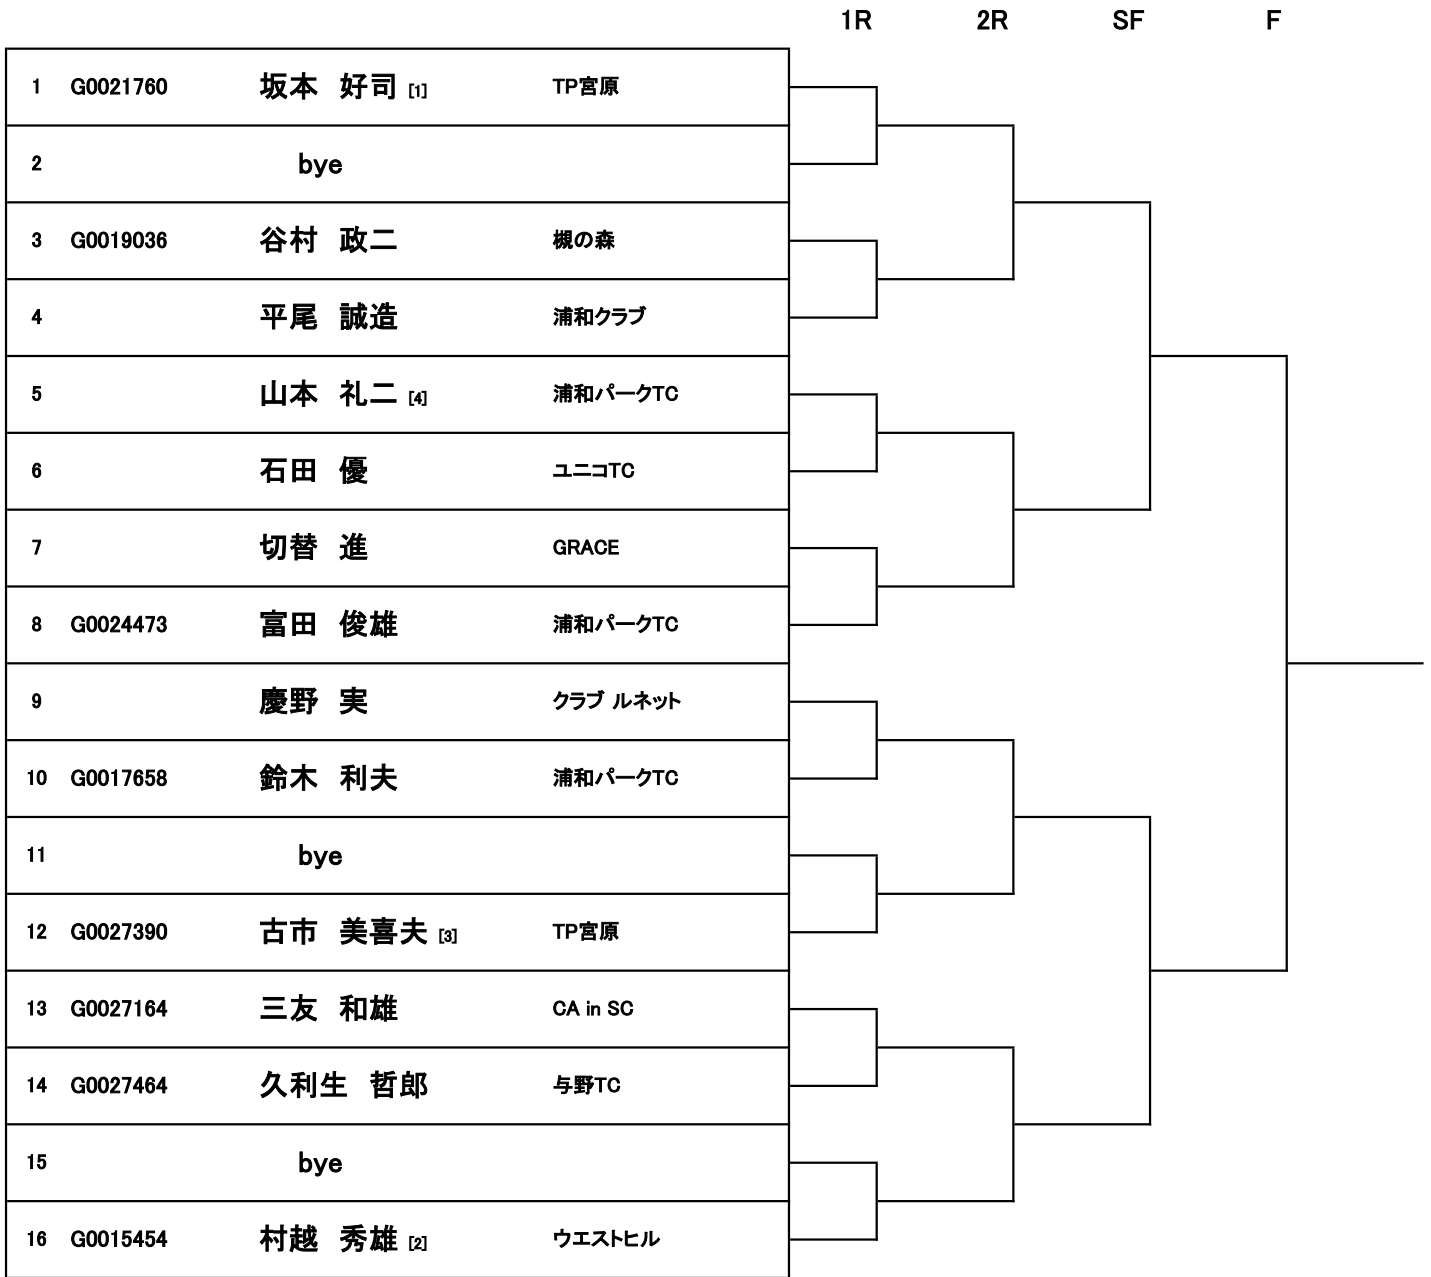 1R 2R SF F
1 G0021760 坂本 好司 [1] TP宮原
2 bye
3 G0019036 谷村 政二 槻の森
4 平尾 誠造 浦和クラブ
5 山本 礼二 [4] 浦和パークTC
6 石田 優 ユニコTC
7 切替 進 GRACE
8 G0024473 富田 俊雄 浦和パークTC
9 慶野 実 クラブ ルネット
10 G0017658 鈴木 利夫 浦和パークTC
11 bye
12 G0027390 古市 美喜夫 [3] TP宮原
13 G0027164 三友 和雄 CA in SC
14 G0027464 久利生 哲郎 与野TC
15 bye
16 G0015454 村越 秀雄 [2] ウエストヒル